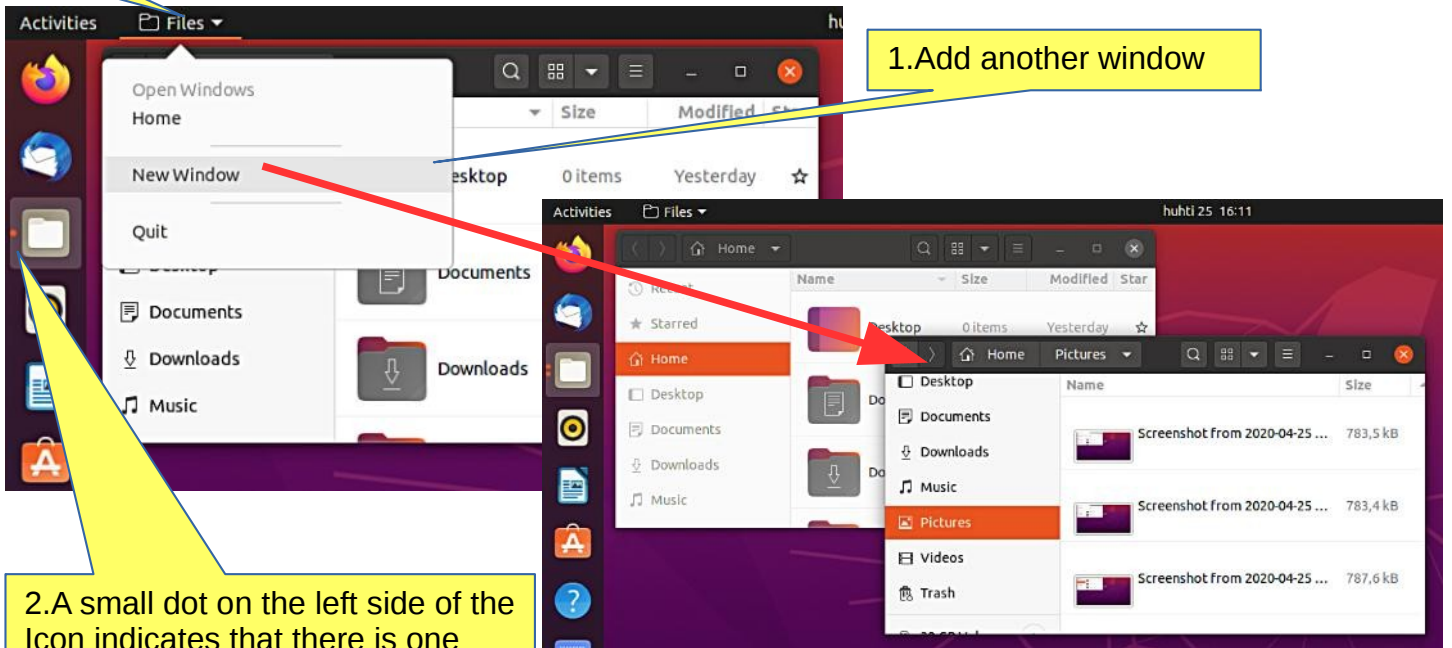 Activities Files
hu
1.Add another window
Open Windows
Home
Size Modified
New Window
Desktop 0 items Yesterday
Quit
Documents
Documents
Downloads
Downloads
Music
Activities Files huhti 25 16:11
Home
Name Size Modified Star
Recent
Starred
Desktop 0 items Yesterday
Home
Home Pictures
Desktop
Documents
Downloads
Music
Desktop Name Size
Documents
Screenshot from 2020-04-25 ... 783,5 kB
Downloads
Music
Screenshot from 2020-04-25 ... 783,4 kB
Pictures
Videos
Screenshot from 2020-04-25 ... 787,6 kB
Trash
2.A small dot on the left side of the
Icon indicates that there is one